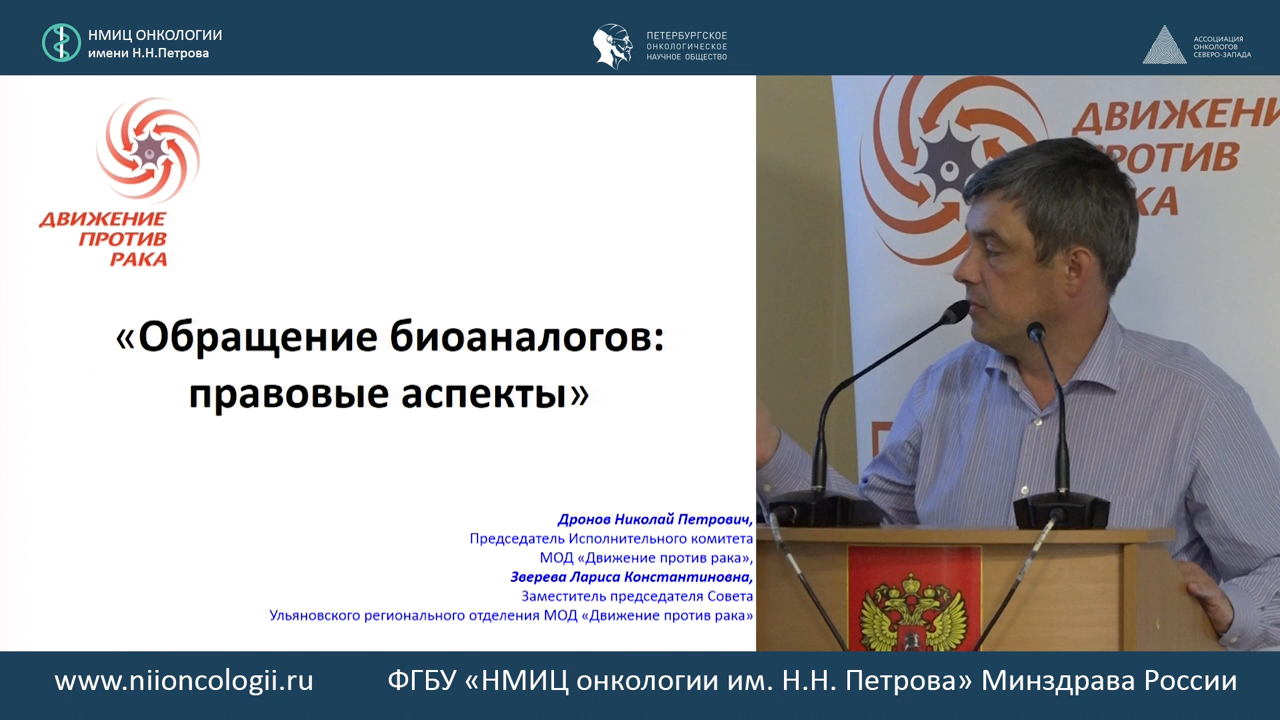 НМИЦ ОНКОЛОГИИ
имени Н.Н.Петрова
ПЕТЕРБУРГСКОЕ
ОНКОЛОГИЧЕСКОЕ
НАУЧНОЕ ОБЩЕСТВО
АССОЦИАЦИЯ
ОНКОЛОГОВ
СЕВЕРО-ЗАПАДА
ДВИЖЕНИЕ
ПРОТИВ
РАКА
«Обращение биоаналогов:
правовые аспекты»
Дронов Николай Петрович,
Председатель Исполнительного комитета
МОД «Движение против рака»,
Зверева Лариса Константиновна,
Заместитель председателя Совета
Ульяновского регионального отделения МОД «Движение против рака»
ДВИЖЕНИ
ПРОТИВ
www.niioncologii.ru
ФГБУ «НМИЦ онкологии им. Н.Н. Петрова» Минздрава России